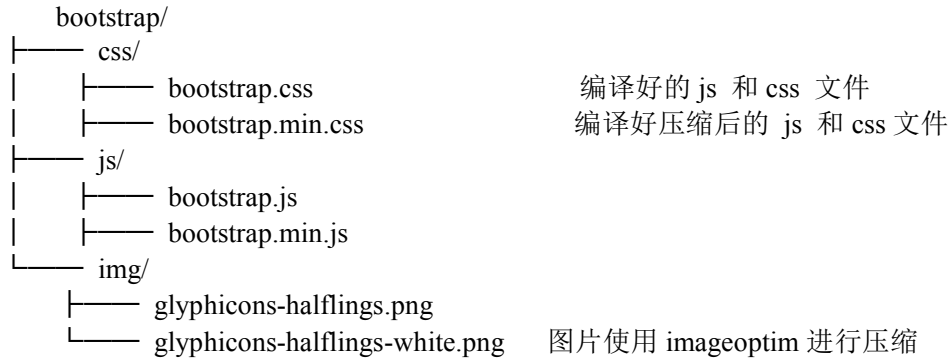 bootstrap/
├── css/
│ ├── bootstrap.css 编译好的 js 和 css 文件
│ ├── bootstrap.min.css 编译好压缩后的 js 和 css 文件
├── js/
│ ├── bootstrap.js
│ ├── bootstrap.min.js
└── img/
├── glyphicons-halflings.png
└── glyphicons-halflings-white.png 图片使用 imageoptim 进行压缩